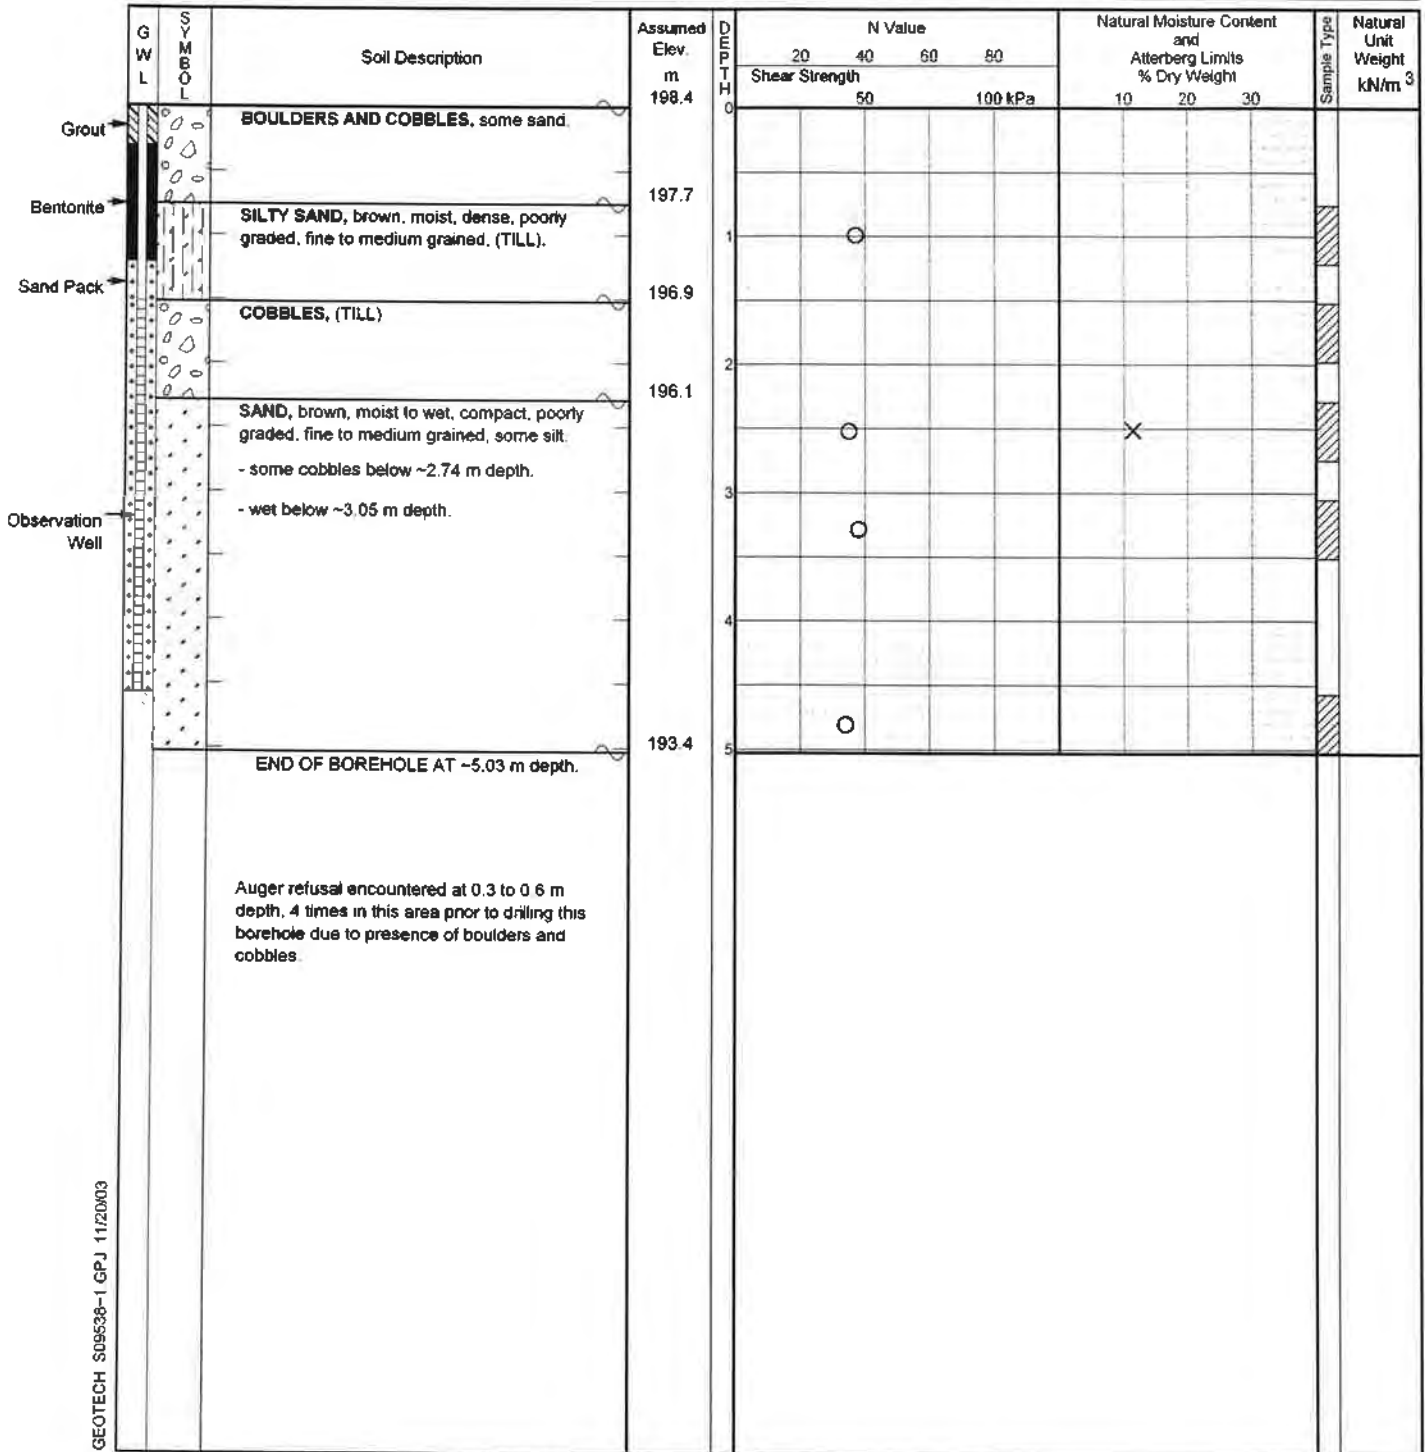 G W L
SYMBOL
Soil Description
Assumed
Elev.
m
198.4
DEPTH
N Value
20 40 60 80
Shear Strength
50 100 kPa
Natural Moisture Content
and
Atterberg Limits
% Dry Weight
10 20 30
Sample Type
Natural
Unit
Weight
kN/m 3
0
Grout
BOULDERS AND COBBLES, some sand.
Bentonite
197.7
SILTY SAND, brown, moist, dense, poorly
graded, fine to medium grained, (TILL).
1
Sand Pack
196.9
COBBLES, (TILL)
2
196.1
SAND, brown, moist to wet, compact, poorly
graded, fine to medium grained, some silt.
- some cobbles below ~2.74 m depth.
3
- wet below ~3.05 m depth.
Observation
Well
4
193.4
5
END OF BOREHOLE AT ~5.03 m depth.
Auger refusal encountered at 0.3 to 0.6 m
depth, 4 times in this area prior to drilling this
borehole due to presence of boulders and
cobbles.
GEOTECH S09538-1.GPJ 11/20/03